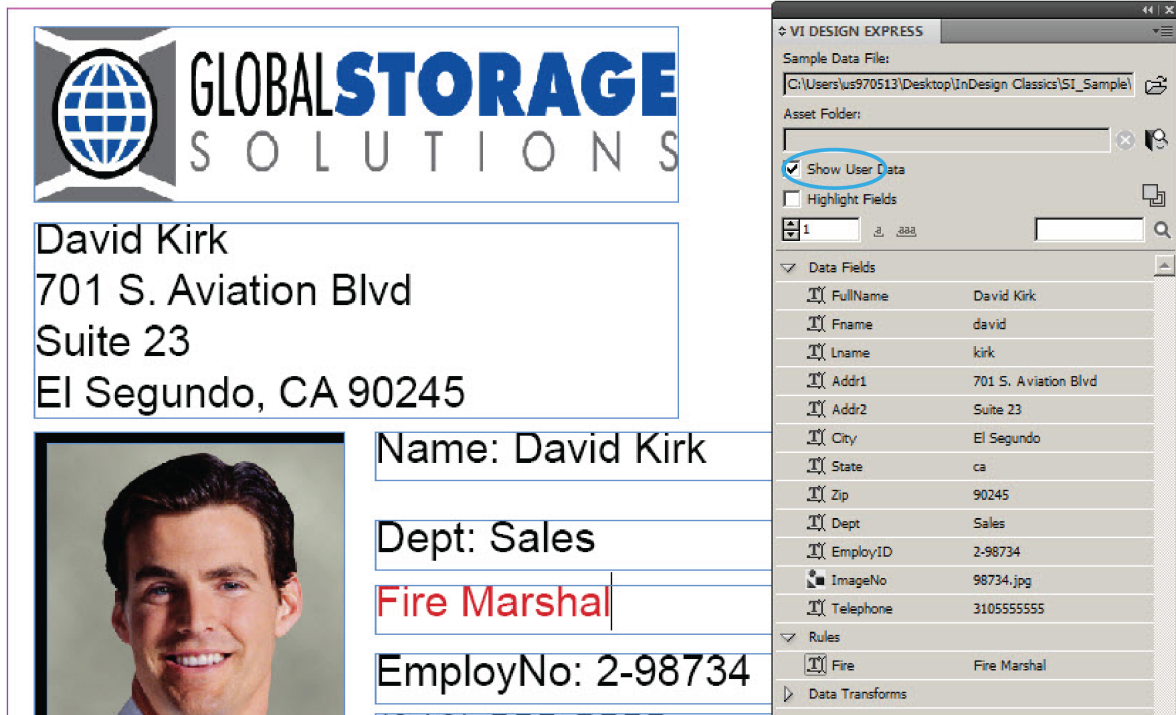 GLOBALSTORAGE
SOLUTIONS
David Kirk
701 S. Aviation Blvd
Suite 23
El Segundo, CA 90245
Name: David Kirk
Dept: Sales
Fire Marshal
EmployNo: 2-98734
VI DESIGN EXPRESS
Sample Data File:
C:\Users\us970513\Desktop\InDesign Classics\SI_Sample\
Asset Folder:
Show User Data
Highlight Fields
1 a aaa
Data Fields
FullName David Kirk
Fname david
Lname kirk
Addr1 701 S. Aviation Blvd
Addr2 Suite 23
City El Segundo
State ca
Zip 90245
Dept Sales
EmployID 2-98734
ImageNo 98734.jpg
Telephone 3105555555
Rules
Fire Fire Marshal
Data Transforms